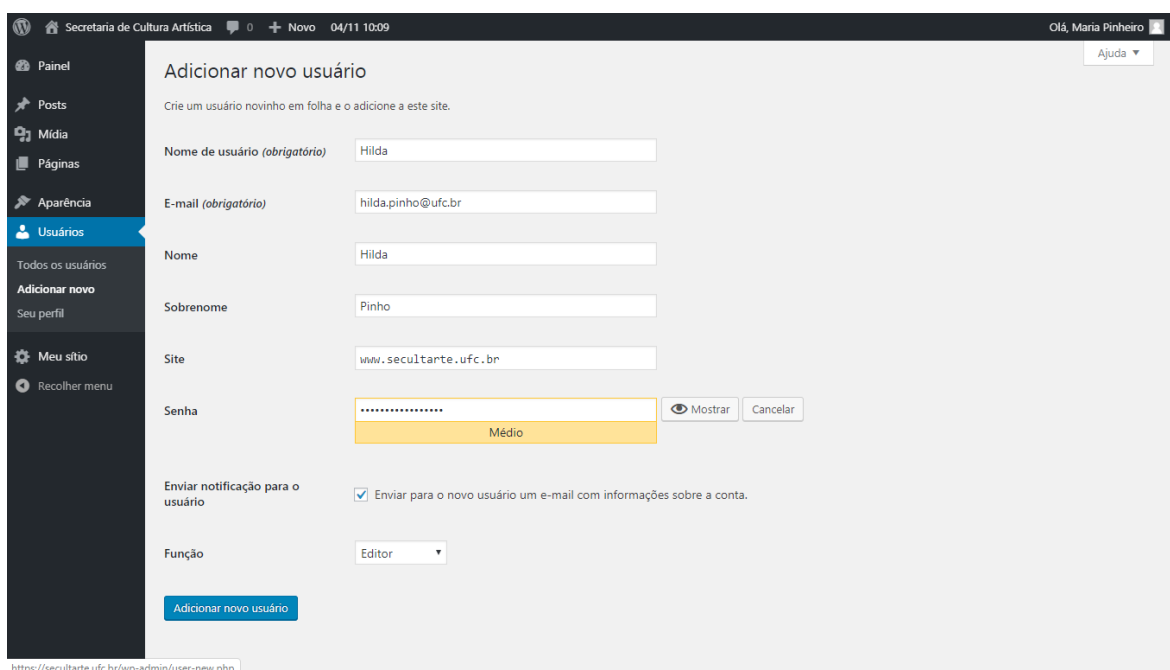 Secretaria de Cultura Artística 0 + Novo 04/11 10:09 Olá, Maria Pinheiro
Ajuda ▼
Painel
Posts
Mídia
Páginas
Aparência
Usuários
Todos os usuários
Adicionar novo
Seu perfil
Meu sítio
Recolher menu
Adicionar novo usuário
Crie um usuário novinho em folha e o adicione a este site.
Nome de usuário (obrigatório) Hilda
E-mail (obrigatório) hilda.pinho@ufc.br
Nome Hilda
Sobrenome Pinho
Site www.secultarte.ufc.br
Senha ••••••••••••••••• Mostrar Cancelar
Médio
Enviar notificação para o
usuário
Enviar para o novo usuário um e-mail com informações sobre a conta.
Função Editor ▼
Adicionar novo usuário
https://secultarte.ufc.br/wp-admin/user-new.php